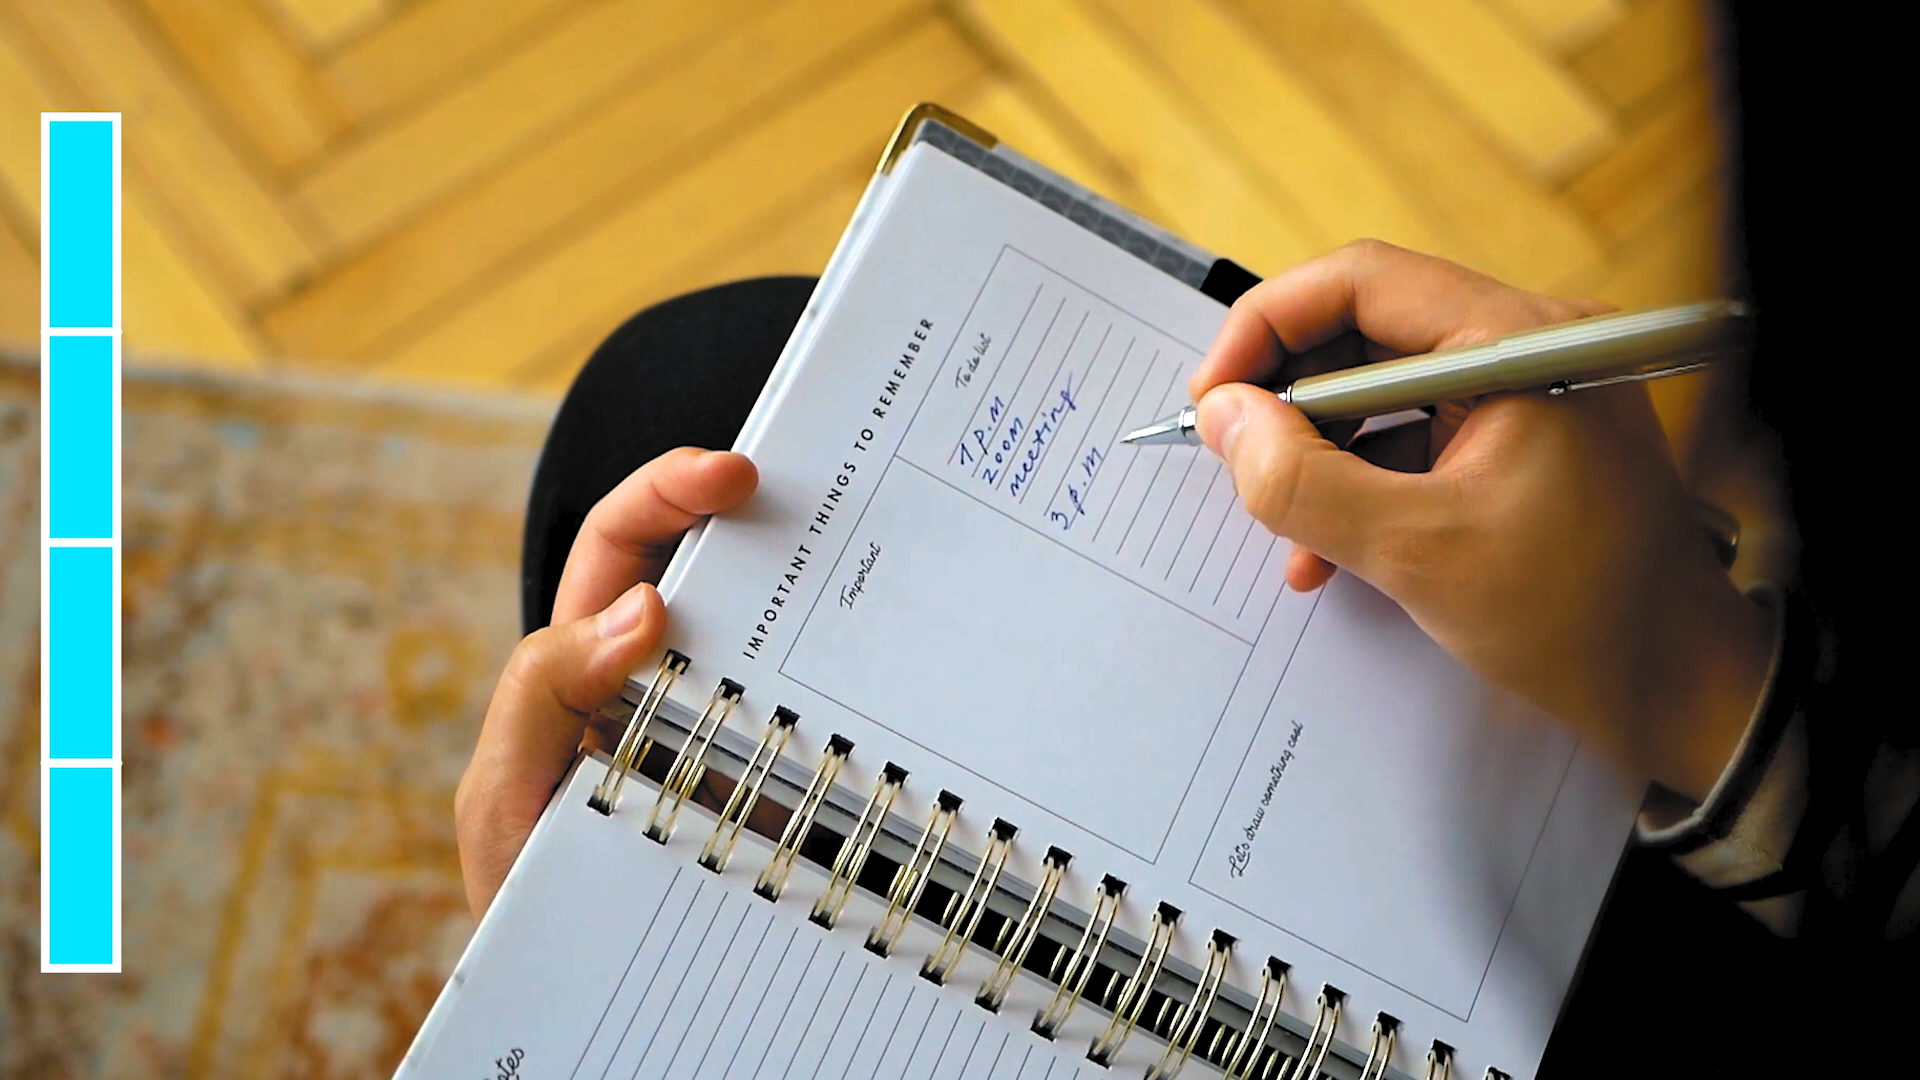 IMPORTANT THINGS TO REMEMBER
To do list
1 p.m
zoom
meeting
3 p.m
Important
Let's draw something cool